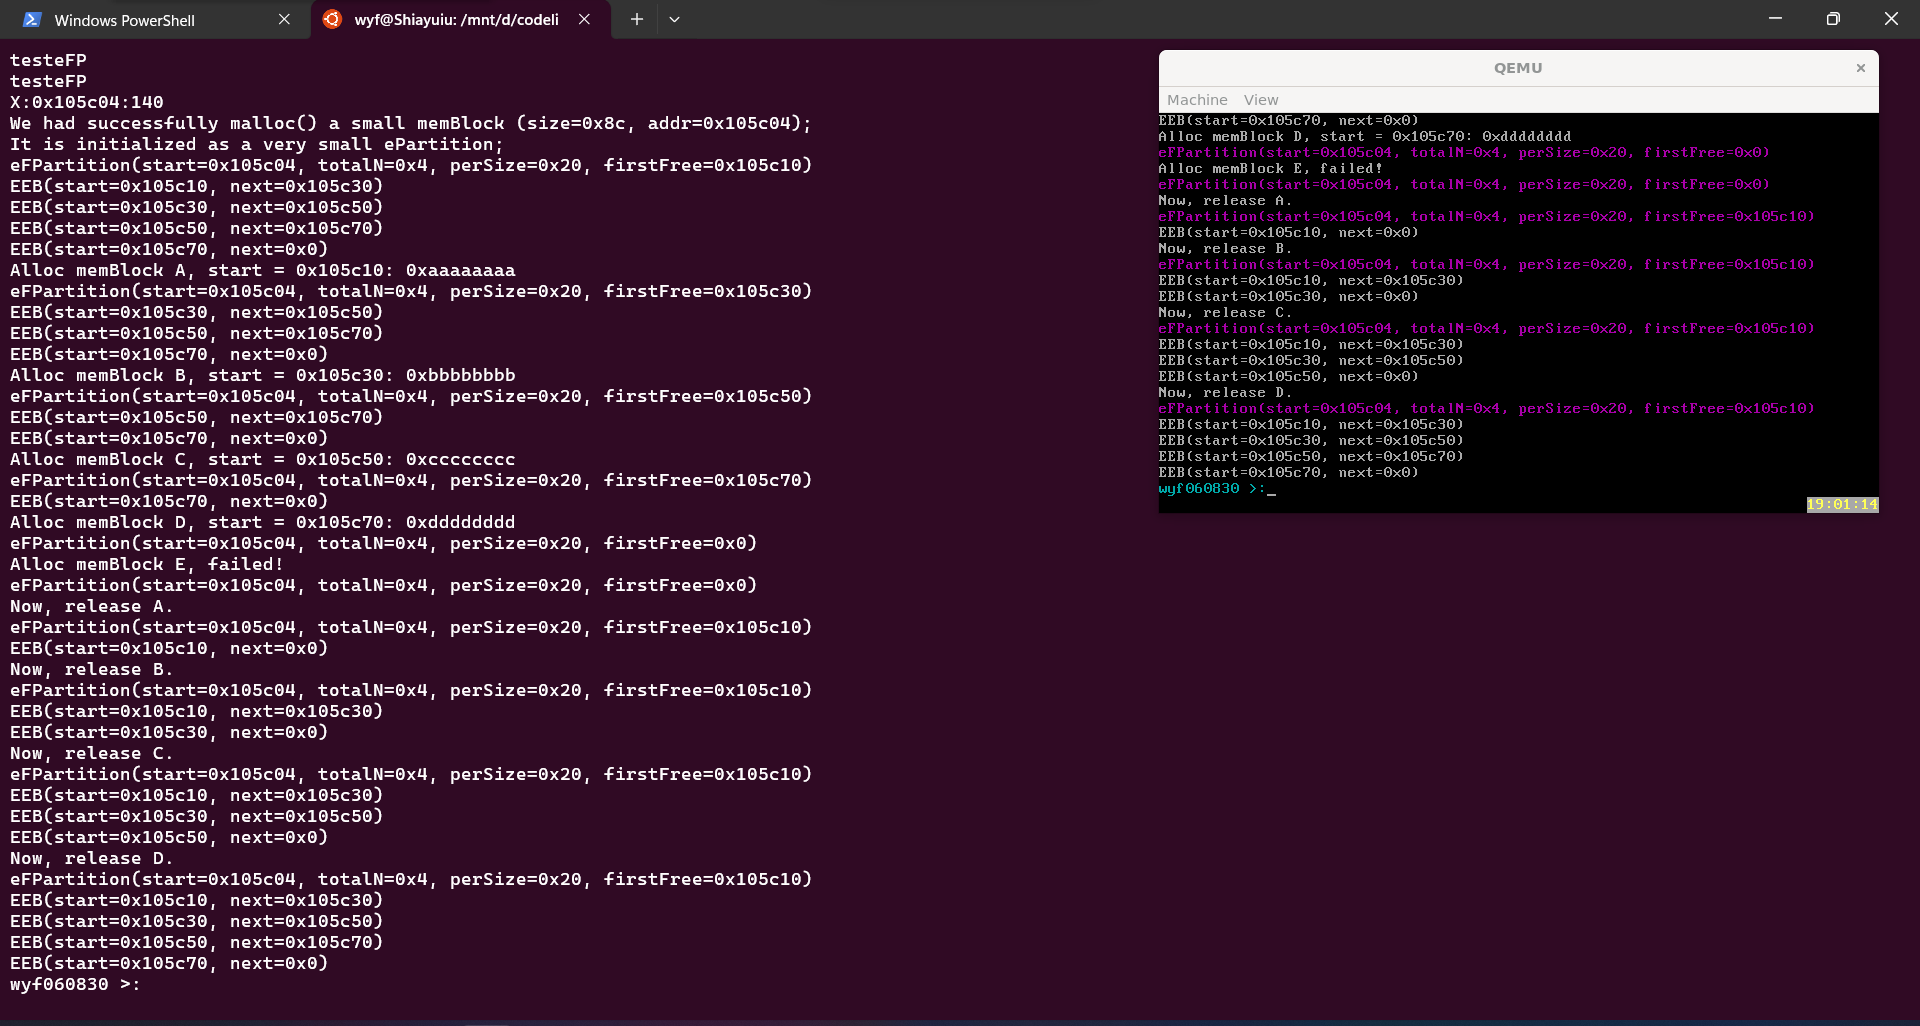 Windows PowerShell
wyf@Shiayuiu: /mnt/d/codeli
testeFP
testeFP
X:0x105c04:140
We had successfully malloc() a small memBlock (size=0x8c, addr=0x105c04);
It is initialized as a very small ePartition;
eFPartition(start=0x105c04, totalN=0x4, perSize=0x20, firstFree=0x105c10)
EEB(start=0x105c10, next=0x105c30)
EEB(start=0x105c30, next=0x105c50)
EEB(start=0x105c50, next=0x105c70)
EEB(start=0x105c70, next=0x0)
Alloc memBlock A, start = 0x105c10: 0xaaaaaaaa
eFPartition(start=0x105c04, totalN=0x4, perSize=0x20, firstFree=0x105c30)
EEB(start=0x105c30, next=0x105c50)
EEB(start=0x105c50, next=0x105c70)
EEB(start=0x105c70, next=0x0)
Alloc memBlock B, start = 0x105c30: 0xbbbbbbbb
eFPartition(start=0x105c04, totalN=0x4, perSize=0x20, firstFree=0x105c50)
EEB(start=0x105c50, next=0x105c70)
EEB(start=0x105c70, next=0x0)
Alloc memBlock C, start = 0x105c50: 0xcccccccc
eFPartition(start=0x105c04, totalN=0x4, perSize=0x20, firstFree=0x105c70)
EEB(start=0x105c70, next=0x0)
Alloc memBlock D, start = 0x105c70: 0xdddddddd
eFPartition(start=0x105c04, totalN=0x4, perSize=0x20, firstFree=0x0)
Alloc memBlock E, failed!
eFPartition(start=0x105c04, totalN=0x4, perSize=0x20, firstFree=0x0)
Now, release A.
eFPartition(start=0x105c04, totalN=0x4, perSize=0x20, firstFree=0x105c10)
EEB(start=0x105c10, next=0x0)
Now, release B.
eFPartition(start=0x105c04, totalN=0x4, perSize=0x20, firstFree=0x105c10)
EEB(start=0x105c10, next=0x105c30)
EEB(start=0x105c30, next=0x0)
Now, release C.
eFPartition(start=0x105c04, totalN=0x4, perSize=0x20, firstFree=0x105c10)
EEB(start=0x105c10, next=0x105c30)
EEB(start=0x105c30, next=0x105c50)
EEB(start=0x105c50, next=0x0)
Now, release D.
eFPartition(start=0x105c04, totalN=0x4, perSize=0x20, firstFree=0x105c10)
EEB(start=0x105c10, next=0x105c30)
EEB(start=0x105c30, next=0x105c50)
EEB(start=0x105c50, next=0x105c70)
EEB(start=0x105c70, next=0x0)
wyf060830 >:
QEMU
Machine View
EEB(start=0x105c70, next=0x0)
Alloc memBlock D, start = 0x105c70: 0xdddddddd
eFPartition(start=0x105c04, totalN=0x4, perSize=0x20, firstFree=0x0)
Alloc memBlock E, failed!
eFPartition(start=0x105c04, totalN=0x4, perSize=0x20, firstFree=0x0)
Now, release A.
eFPartition(start=0x105c04, totalN=0x4, perSize=0x20, firstFree=0x105c10)
EEB(start=0x105c10, next=0x0)
Now, release B.
eFPartition(start=0x105c04, totalN=0x4, perSize=0x20, firstFree=0x105c10)
EEB(start=0x105c10, next=0x105c30)
EEB(start=0x105c30, next=0x0)
Now, release C.
eFPartition(start=0x105c04, totalN=0x4, perSize=0x20, firstFree=0x105c10)
EEB(start=0x105c10, next=0x105c30)
EEB(start=0x105c30, next=0x105c50)
EEB(start=0x105c50, next=0x0)
Now, release D.
eFPartition(start=0x105c04, totalN=0x4, perSize=0x20, firstFree=0x105c10)
EEB(start=0x105c10, next=0x105c30)
EEB(start=0x105c30, next=0x105c50)
EEB(start=0x105c50, next=0x105c70)
EEB(start=0x105c70, next=0x0)
wyf060830 >:_
19:01:14